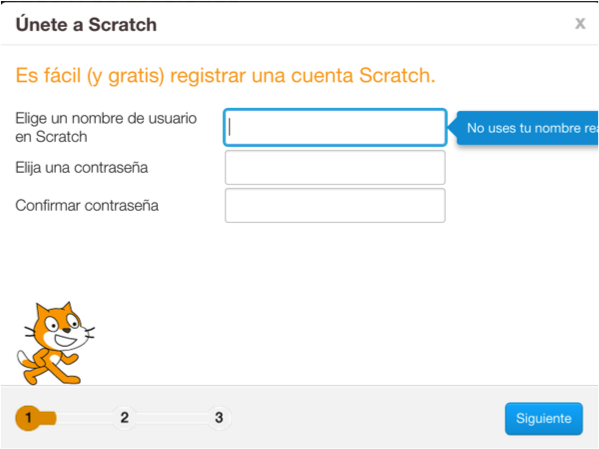 Únete a Scratch
x
Es fácil (y gratis) registrar una cuenta Scratch.
Elige un nombre de usuario
en Scratch
No uses tu nombre
Elija una contraseña
Confirmar contraseña
1 2 3
Siguiente